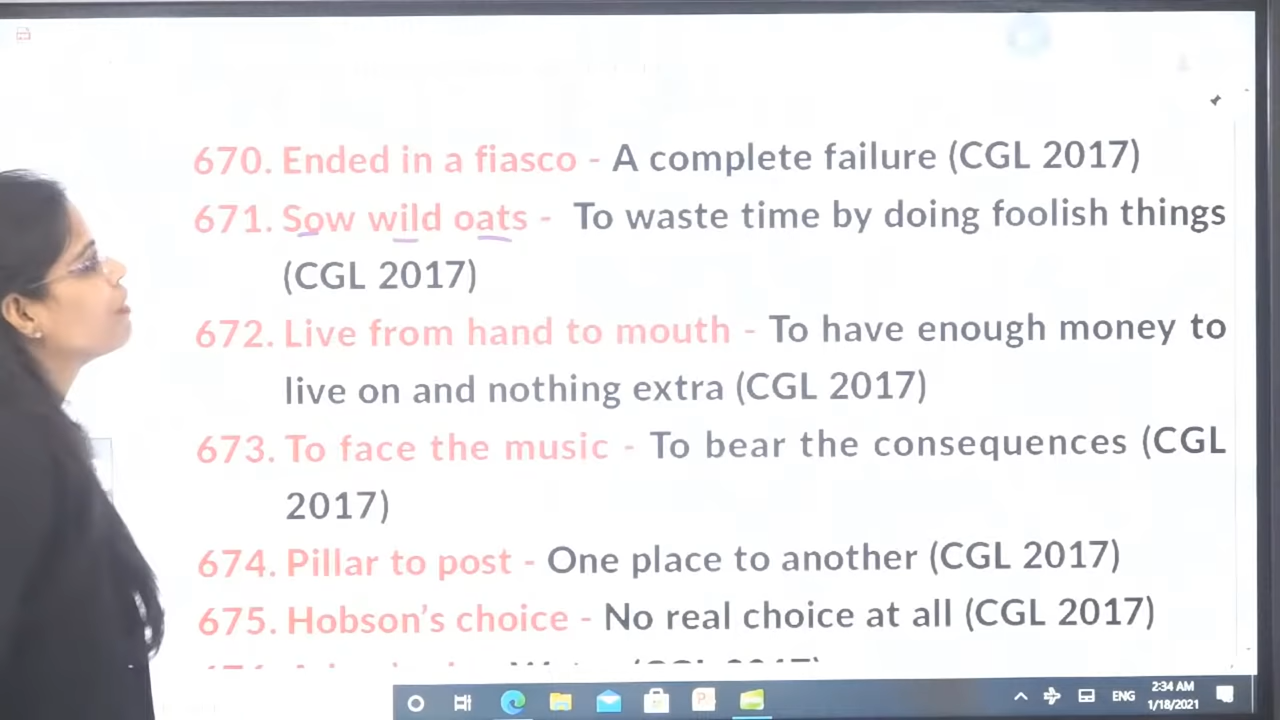 670. Ended in a fiasco - A complete failure (CGL 2017)
671. Sow wild oats - To waste time by doing foolish things
(CGL 2017)
672. Live from hand to mouth - To have enough money to
live on and nothing extra (CGL 2017)
673. To face the music - To bear the consequences (CGL
2017)
674. Pillar to post - One place to another (CGL 2017)
675. Hobson's choice - No real choice at all (CGL 2017)
ENG
2:34 AM
1/18/2021